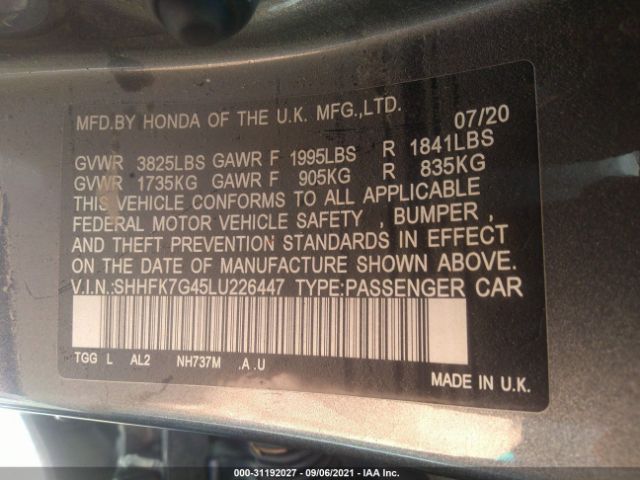 MFD.BY HONDA OF THE U.K. MFG.,LTD. 07/20
GVWR 3825LBS GAWR F 1995LBS R 1841LBS
GVWR 1735KG GAWR F 905KG R 835KG
THIS VEHICLE CONFORMS TO ALL APPLICABLE
FEDERAL MOTOR VEHICLE SAFETY , BUMPER ,
AND THEFT PREVENTION STANDARDS IN EFFECT
ON THE DATE OF MANUFACTURE SHOWN ABOVE.
V.I.N.:SHHFK7G45LU226447 TYPE:PASSENGER CAR
TGG L AL2 NH737M .A .U
MADE IN U.K.
000-31192027 - 09/06/2021 - IAA Inc.